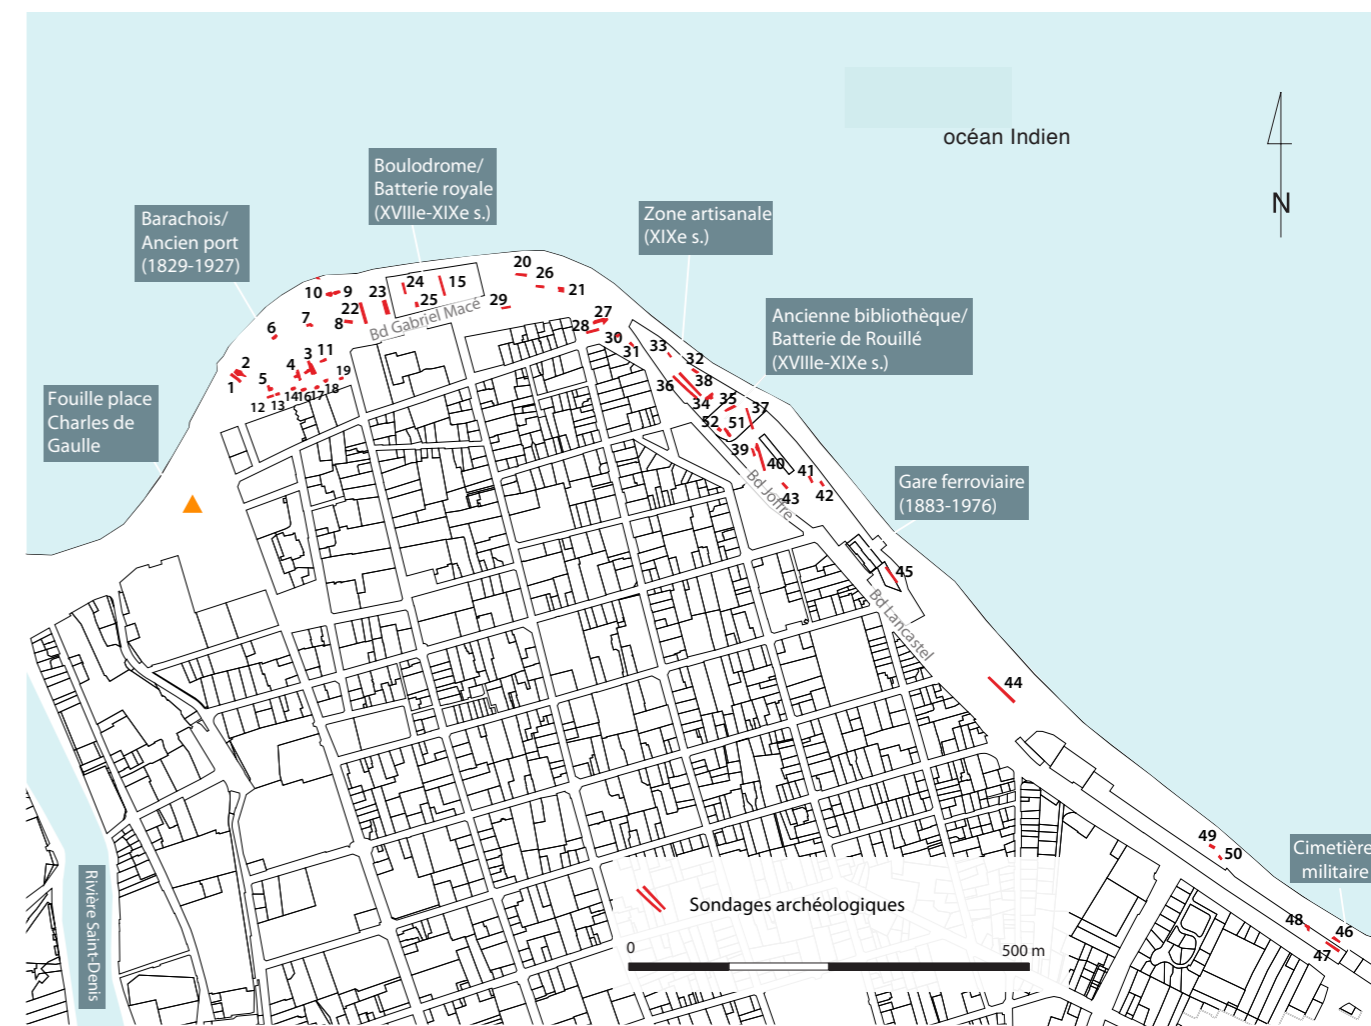 océan Indien
N
Boulodrome/
Batterie royale
(XVIIIe-XIXe s.)
Barachois/
Ancien port
(1829-1927)
Zone artisanale
(XIXe s.)
Ancienne bibliothèque/
Batterie de Rouillé
(XVIIIe-XIXe s.)
Fouille place
Charles de
Gaulle
Gare ferroviaire
(1883-1976)
Cimetière
militaire
Rivière Saint-Denis
Bd Gabriel Macé
Bd Joffre
Bd Lancastel
1
2
3
4
5
6
7
8
9
10
11
12
13
14
16
17
18
19
15
20
21
22
23
24
25
26
27
28
29
30
31
32
33
34
35
36
37
38
39
40
41
42
43
44
45
46
47
48
49
50
51
52
Sondages archéologiques
0
500 m